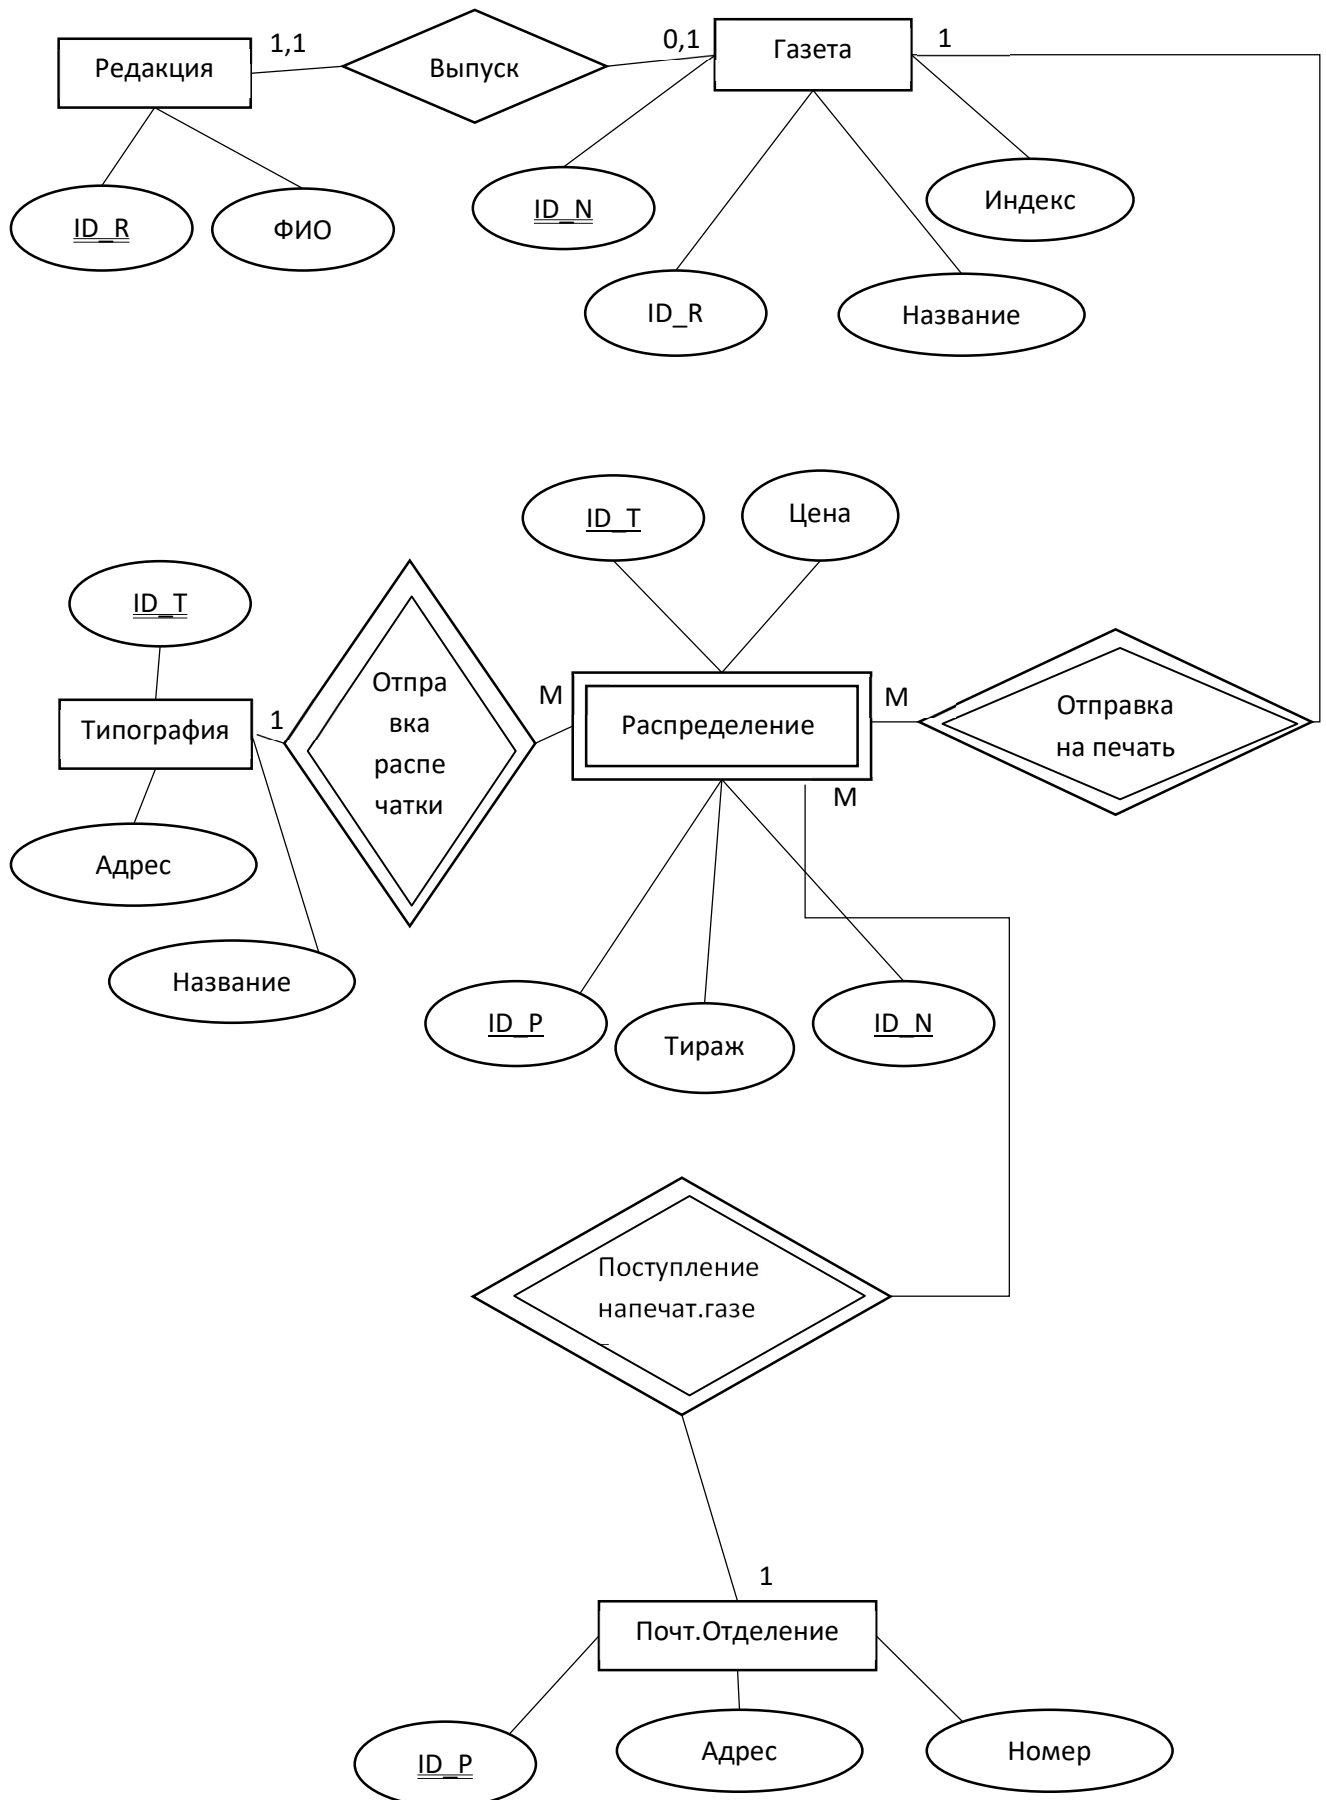 Редакция
1,1
Выпуск
0,1
Газета
1
ID_R
ФИО
ID_N
Индекс
ID_R
Название
ID_T
Цена
ID_T
Типография
1
Отпра
вка
распе
чатки
М
Распределение
М
М
Отправка
на печать
Адрес
Название
ID_P
Тираж
ID_N
Поступление
напечат.газе
1
Почт.Отделение
ID_P
Адрес
Номер